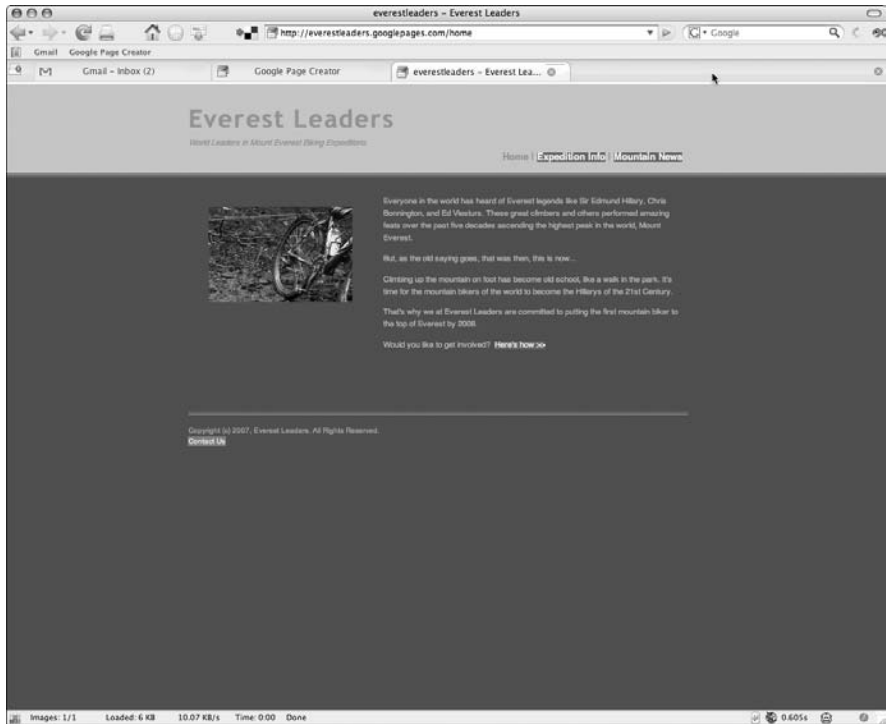 everestleaders – Everest Leaders
http://everestleaders.googlepages.com/home
Google
Gmail Google Page Creator
Gmail – Inbox (2)
Google Page Creator
everestleaders – Everest Lea...
Everest Leaders
World Leaders in Mount Everest Biking Expeditions
Home | Expedition Info | Mountain News
Everyone in the world has heard of Everest legends like Sir Edmund Hillary, Chris
Bonnington, and Ed Viesturs. These great climbers and others performed amazing
feats over the past five decades ascending the highest peak in the world, Mount
Everest.
But, as the old saying goes, that was then, this is now...
Climbing up the mountain on foot has become old school, like a walk in the park. It's
time for the mountain bikers of the world to become the Hillarys of the 21st Century.
That's why we at Everest Leaders are committed to putting the first mountain biker to
the top of Everest by 2008.
Would you like to get involved? Here's how >>
Copyright (c) 2007, Everest Leaders. All Rights Reserved.
Contact Us
Images: 1/1 Loaded: 6 KB 10.07 KB/s Time: 0:00 Done
0.605s